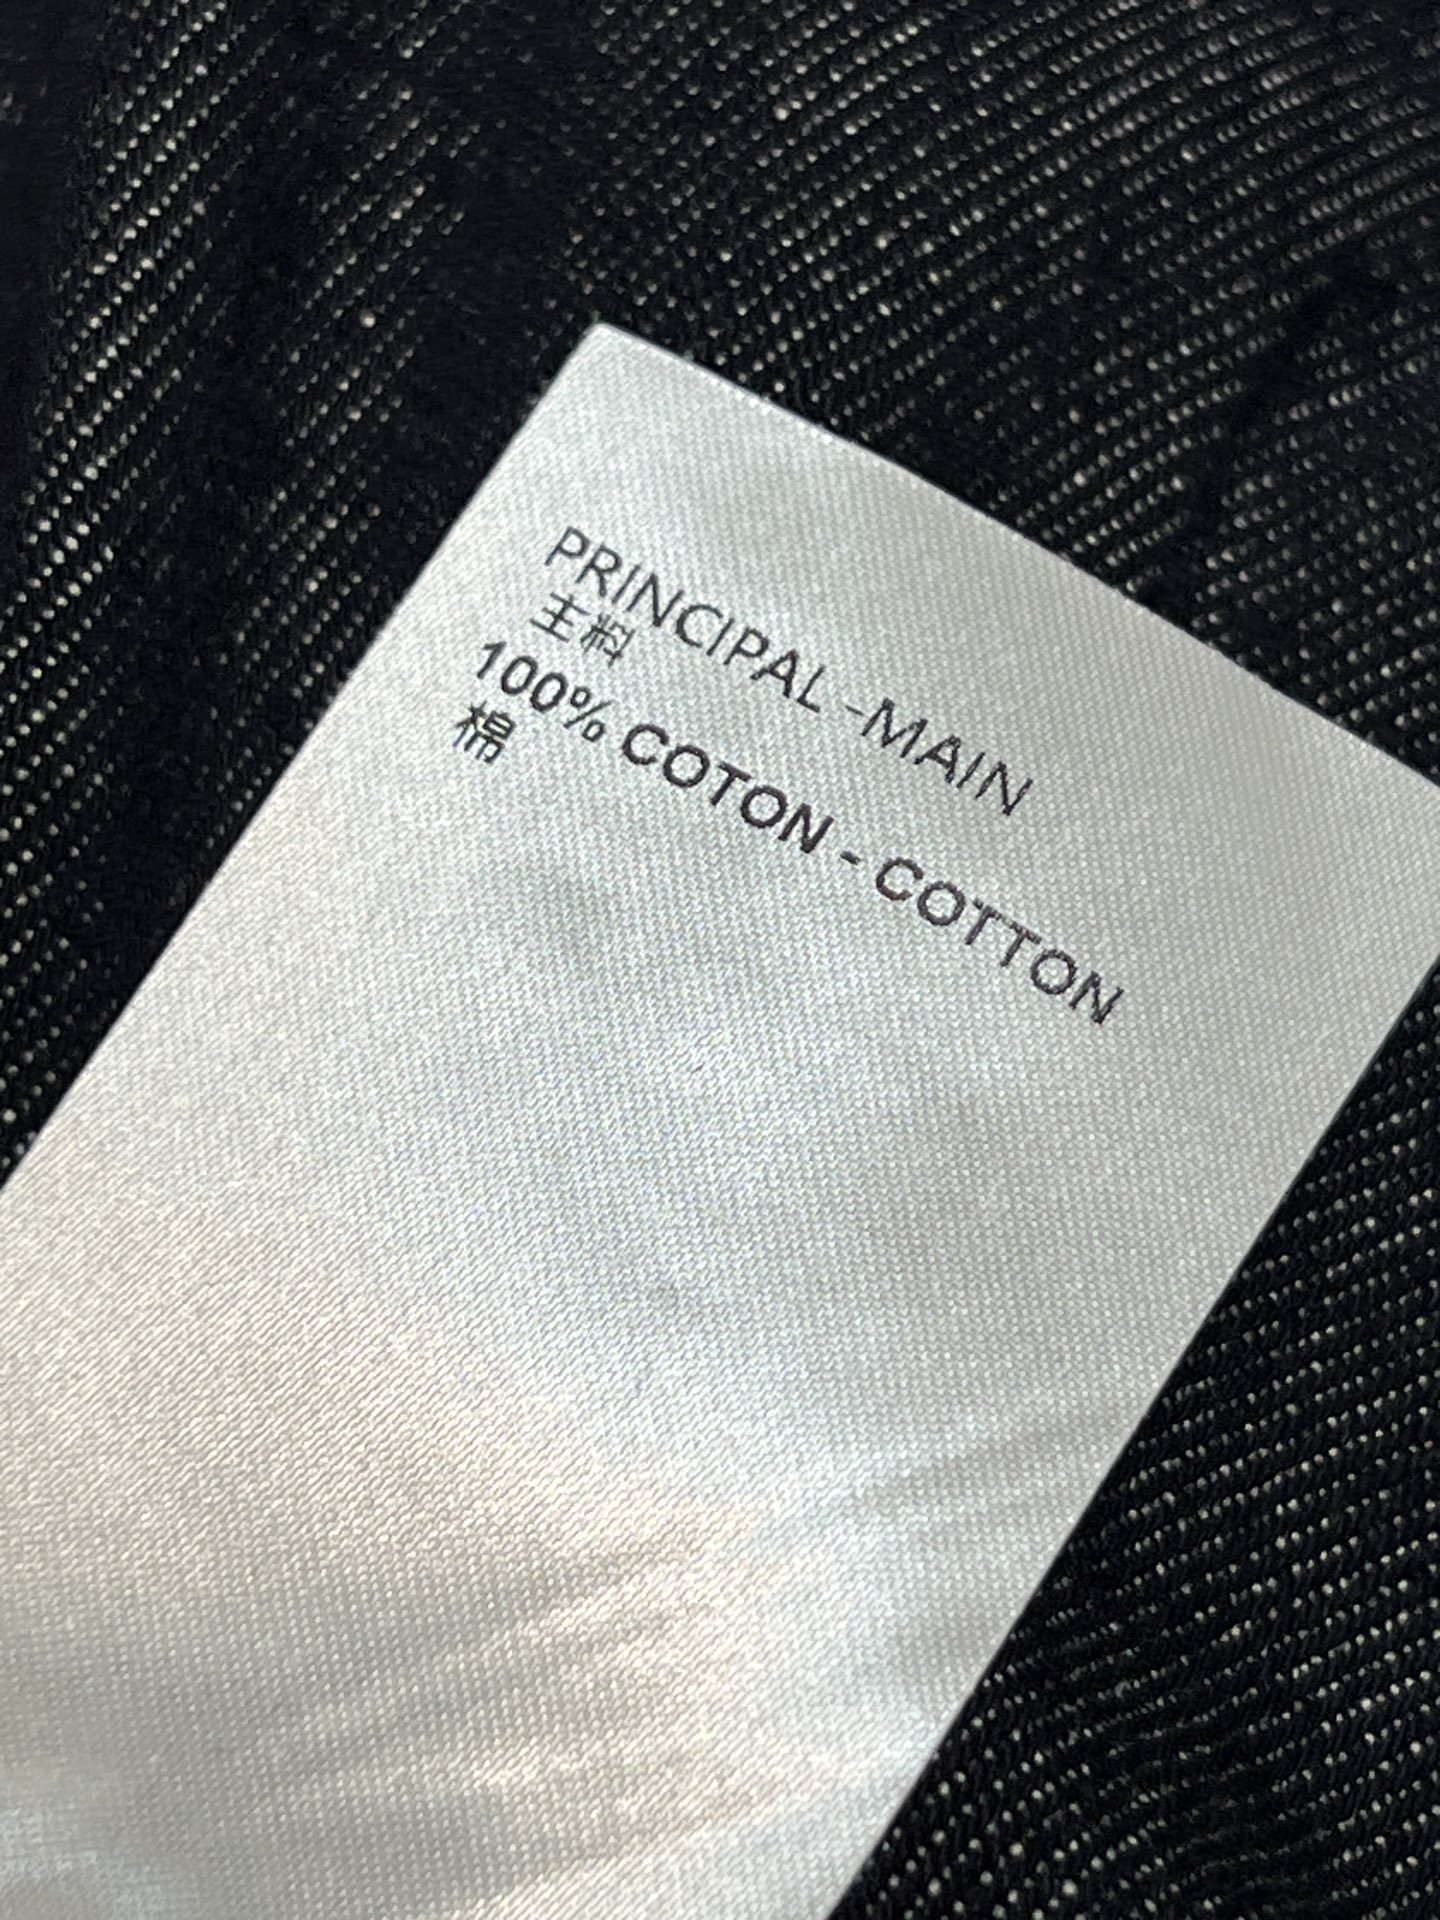 PRINCIPAL -MAIN
主料
100% COTON - COTTON
棉